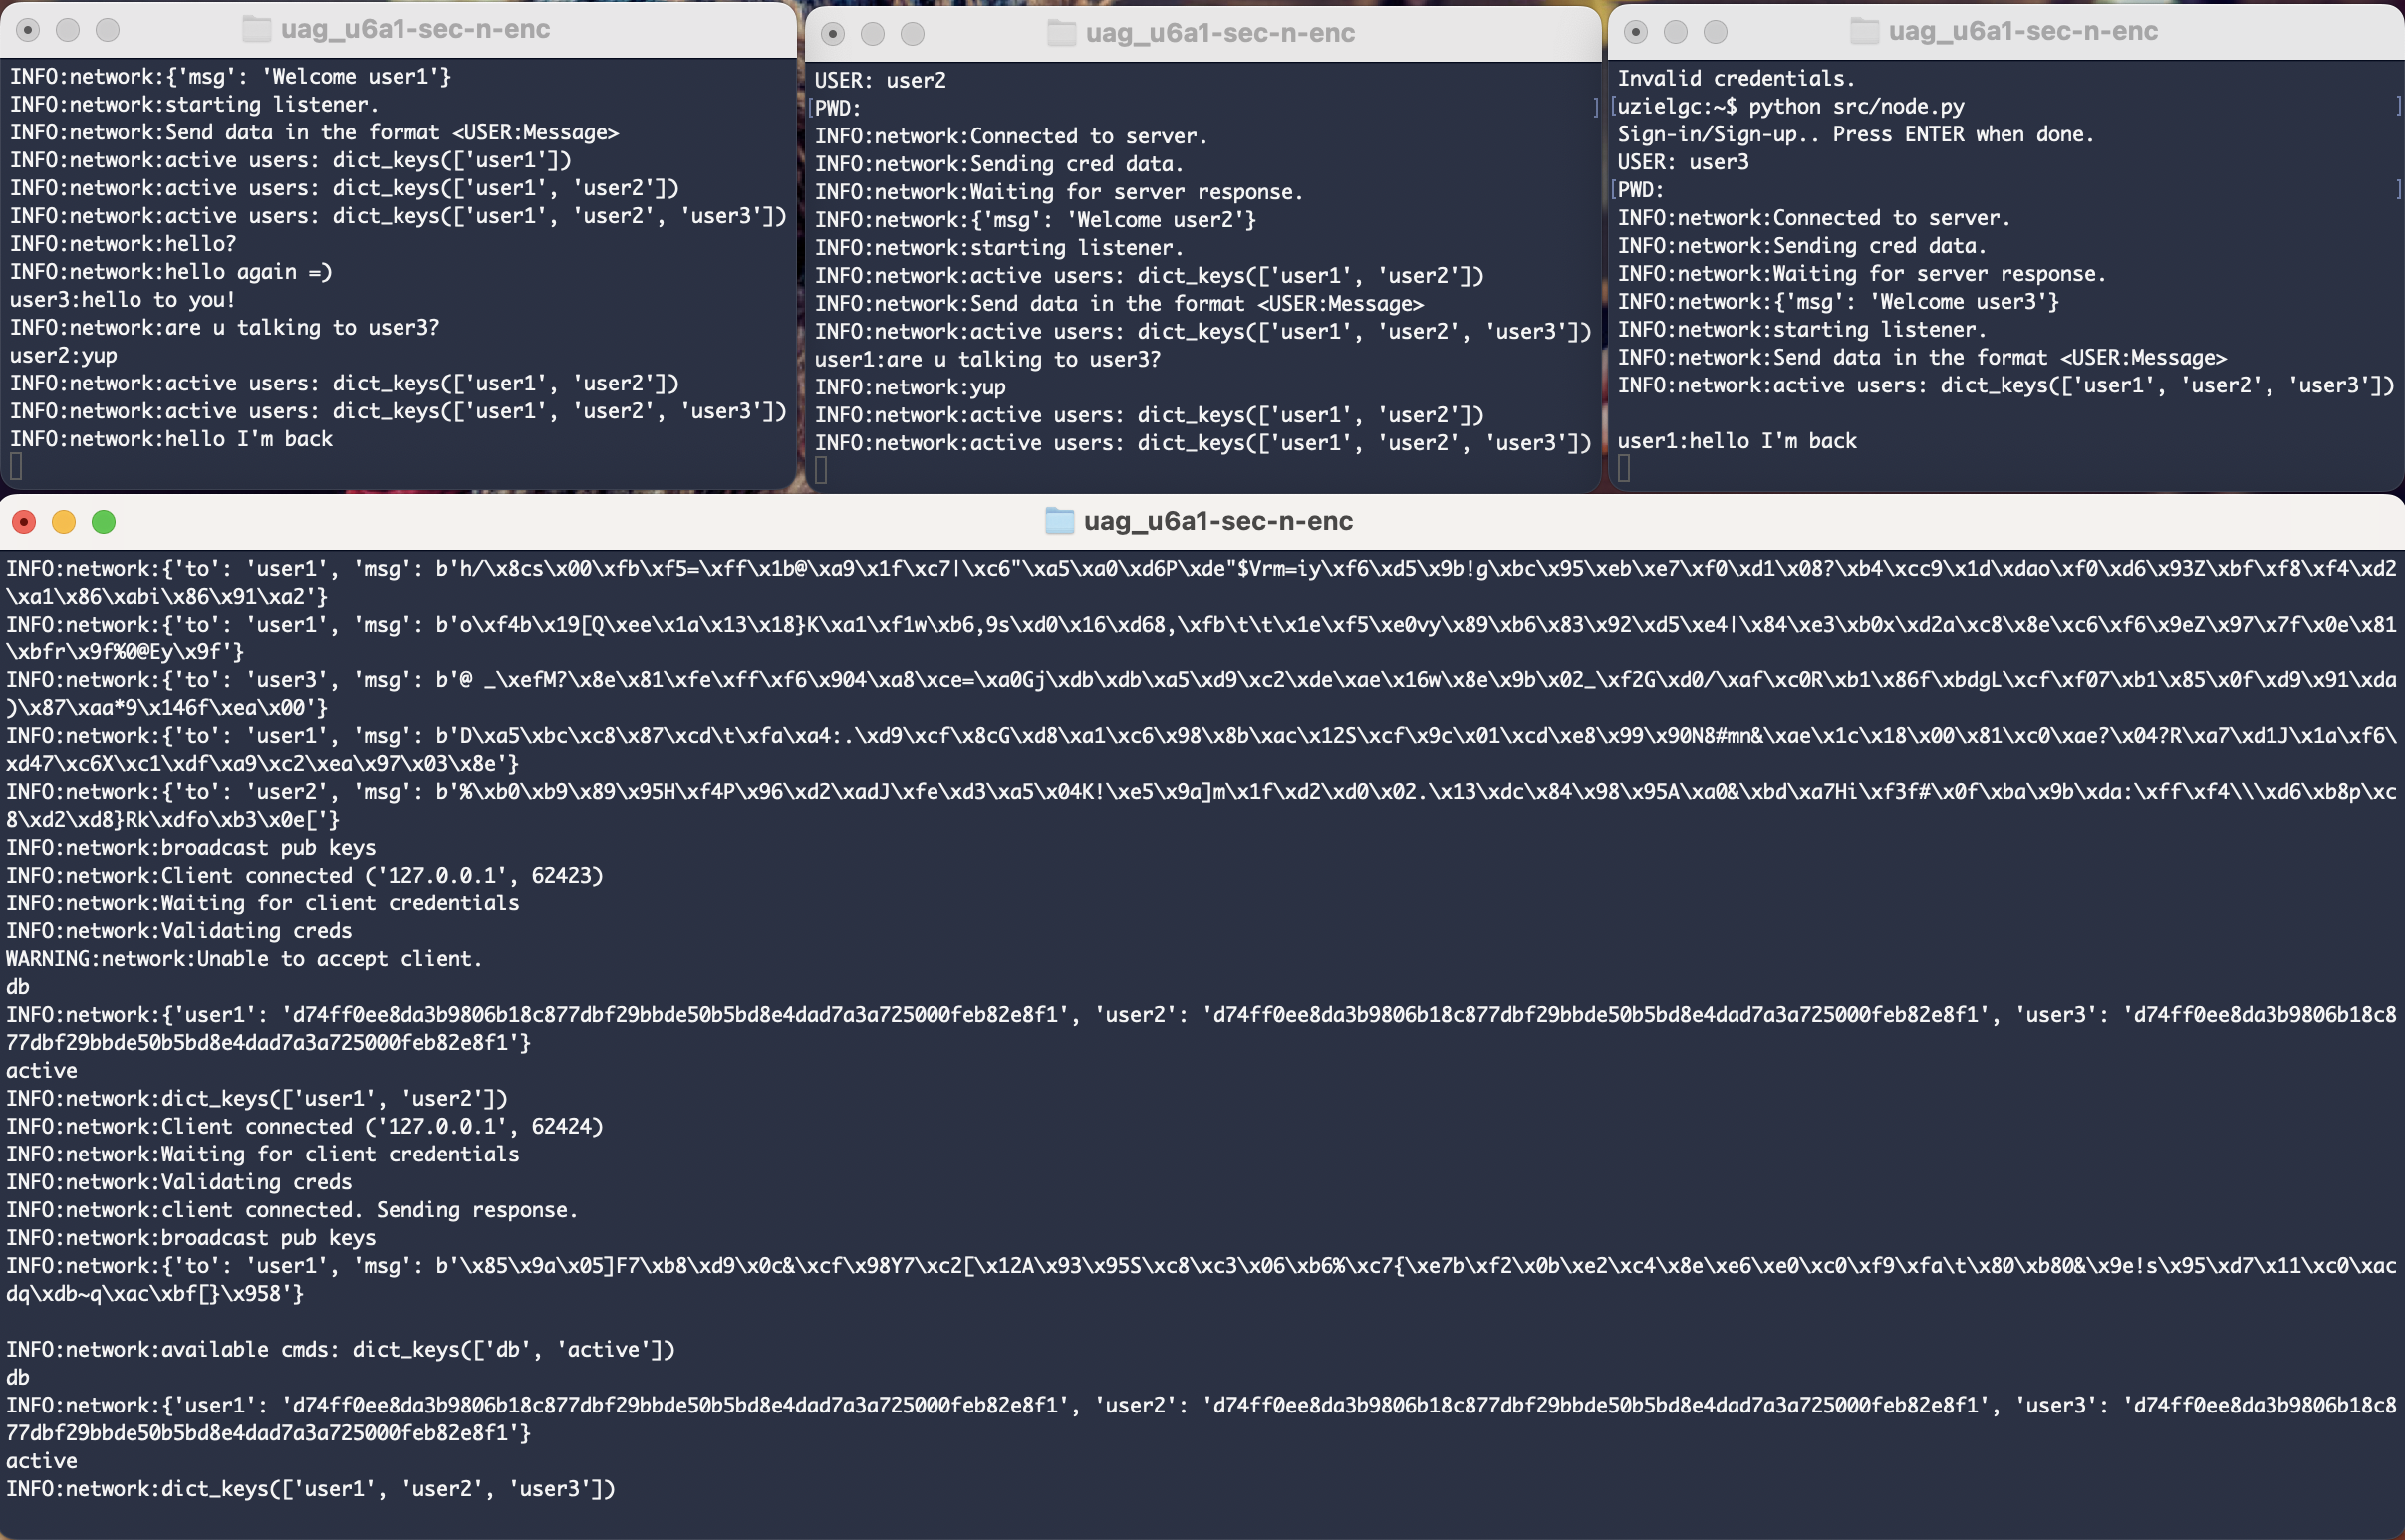 uag_u6a1-sec-n-enc
INFO:network:{'msg': 'Welcome user1'}
INFO:network:starting listener.
INFO:network:Send data in the format <USER:Message>
INFO:network:active users: dict_keys(['user1'])
INFO:network:active users: dict_keys(['user1', 'user2'])
INFO:network:active users: dict_keys(['user1', 'user2', 'user3'])
INFO:network:hello?
INFO:network:hello again =)
user3:hello to you!
INFO:network:are u talking to user3?
user2:yup
INFO:network:active users: dict_keys(['user1', 'user2'])
INFO:network:active users: dict_keys(['user1', 'user2', 'user3'])
INFO:network:hello I'm back
uag_u6a1-sec-n-enc
USER: user2
[PWD: ]
INFO:network:Connected to server.
INFO:network:Sending cred data.
INFO:network:Waiting for server response.
INFO:network:{'msg': 'Welcome user2'}
INFO:network:starting listener.
INFO:network:active users: dict_keys(['user1', 'user2'])
INFO:network:Send data in the format <USER:Message>
INFO:network:active users: dict_keys(['user1', 'user2', 'user3'])
user1:are u talking to user3?
INFO:network:yup
INFO:network:active users: dict_keys(['user1', 'user2'])
INFO:network:active users: dict_keys(['user1', 'user2', 'user3'])
uag_u6a1-sec-n-enc
Invalid credentials.
[uzielgc:~$ python src/node.py ]
Sign-in/Sign-up.. Press ENTER when done.
USER: user3
[PWD: ]
INFO:network:Connected to server.
INFO:network:Sending cred data.
INFO:network:Waiting for server response.
INFO:network:{'msg': 'Welcome user3'}
INFO:network:starting listener.
INFO:network:Send data in the format <USER:Message>
INFO:network:active users: dict_keys(['user1', 'user2', 'user3'])
user1:hello I'm back
uag_u6a1-sec-n-enc
INFO:network:{'to': 'user1', 'msg': b'h/\x8cs\x00\xfb\xf5=\xff\x1b@\xa9\x1f\xc7|\xc6"\xa5\xa0\xd6P\xde"$Vrm=iy\xf6\xd5\x9b!g\xbc\x95\xeb\xe7\xf0\xd1\x08?\xb4\xcc9\x1d\xdao\xf0\xd6\x93Z\xbf\xf8\xf4\xd2
\xa1\x86\xabi\x86\x91\xa2'}
INFO:network:{'to': 'user1', 'msg': b'o\xf4b\x19[Q\xee\x1a\x13\x18}K\xa1\xf1w\xb6,9s\xd0\x16\xd68,\xfb\t\t\x1e\xf5\xe0vy\x89\xb6\x83\x92\xd5\xe4|\x84\xe3\xb0x\xd2a\xc8\x8e\xc6\xf6\x9eZ\x97\x7f\x0e\x81
\xbfr\x9f%0@Ey\x9f'}
INFO:network:{'to': 'user3', 'msg': b'@ _\xefM?\x8e\x81\xfe\xff\xf6\x904\xa8\xce=\xa0Gj\xdb\xdb\xa5\xd9\xc2\xde\xae\x16w\x8e\x9b\x02_\xf2G\xd0/\xaf\xc0R\xb1\x86f\xbdgL\xcf\xf07\xb1\x85\x0f\xd9\x91\xda
)\x87\xaa*9\x146f\xea\x00'}
INFO:network:{'to': 'user1', 'msg': b'D\xa5\xbc\xc8\x87\xcd\t\xfa\xa4:.\xd9\xcf\x8cG\xd8\xa1\xc6\x98\x8b\xac\x12S\xcf\x9c\x01\xcd\xe8\x99\x90N8#mn&\xae\x1c\x18\x00\x81\xc0\xae?\x04?R\xa7\xd1J\x1a\xf6\
xd47\xc6X\xc1\xdf\xa9\xc2\xea\x97\x03\x8e'}
INFO:network:{'to': 'user2', 'msg': b'%\xb0\xb9\x89\x95H\xf4P\x96\xd2\xadJ\xfe\xd3\xa5\x04K!\xe5\x9a]m\x1f\xd2\xd0\x02.\x13\xdc\x84\x98\x95A\xa0&\xbd\xa7Hi\xf3f#\x0f\xba\x9b\xda:\xff\xf4\\\xd6\xb8p\xc
8\xd2\xd8}Rk\xdfo\xb3\x0e['}
INFO:network:broadcast pub keys
INFO:network:Client connected ('127.0.0.1', 62423)
INFO:network:Waiting for client credentials
INFO:network:Validating creds
WARNING:network:Unable to accept client.
db
INFO:network:{'user1': 'd74ff0ee8da3b9806b18c877dbf29bbde50b5bd8e4dad7a3a725000feb82e8f1', 'user2': 'd74ff0ee8da3b9806b18c877dbf29bbde50b5bd8e4dad7a3a725000feb82e8f1', 'user3': 'd74ff0ee8da3b9806b18c8
77dbf29bbde50b5bd8e4dad7a3a725000feb82e8f1'}
active
INFO:network:dict_keys(['user1', 'user2'])
INFO:network:Client connected ('127.0.0.1', 62424)
INFO:network:Waiting for client credentials
INFO:network:Validating creds
INFO:network:client connected. Sending response.
INFO:network:broadcast pub keys
INFO:network:{'to': 'user1', 'msg': b'\x85\x9a\x05]F7\xb8\xd9\x0c&\xcf\x98Y7\xc2[\x12A\x93\x95S\xc8\xc3\x06\xb6%\xc7{\xe7b\xf2\x0b\xe2\xc4\x8e\xe6\xe0\xc0\xf9\xfa\t\x80\xb80&\x9e!s\x95\xd7\x11\xc0\xac
dq\xdb~q\xac\xbf[}\x958'}
INFO:network:available cmds: dict_keys(['db', 'active'])
db
INFO:network:{'user1': 'd74ff0ee8da3b9806b18c877dbf29bbde50b5bd8e4dad7a3a725000feb82e8f1', 'user2': 'd74ff0ee8da3b9806b18c877dbf29bbde50b5bd8e4dad7a3a725000feb82e8f1', 'user3': 'd74ff0ee8da3b9806b18c8
77dbf29bbde50b5bd8e4dad7a3a725000feb82e8f1'}
active
INFO:network:dict_keys(['user1', 'user2', 'user3'])